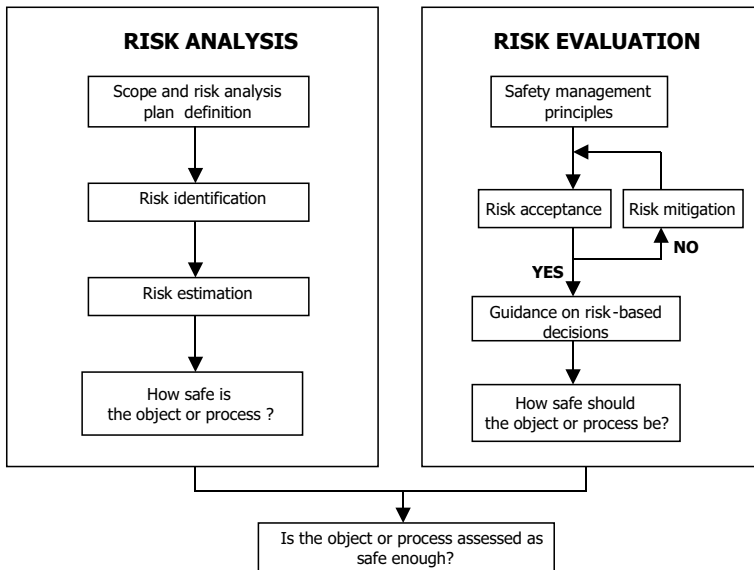 RISK ANALYSIS
Scope and risk analysis
plan definition
Risk identification
Risk estimation
How safe is
the object or process ?
RISK EVALUATION
Safety management
principles
Risk acceptance
Risk mitigation
NO
YES
Guidance on risk-based
decisions
How safe should
the object or process be?
Is the object or process assessed as
safe enough?